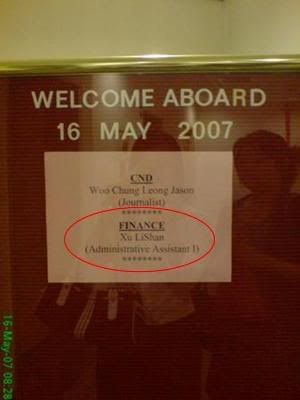 WELCOME ABOARD
16 MAY 2007
CND
Woo Chung Leong Jason
(Journalist)
********
FINANCE
Xu LiShan
(Administrative Assistant I)
********
16-May-07 08:28